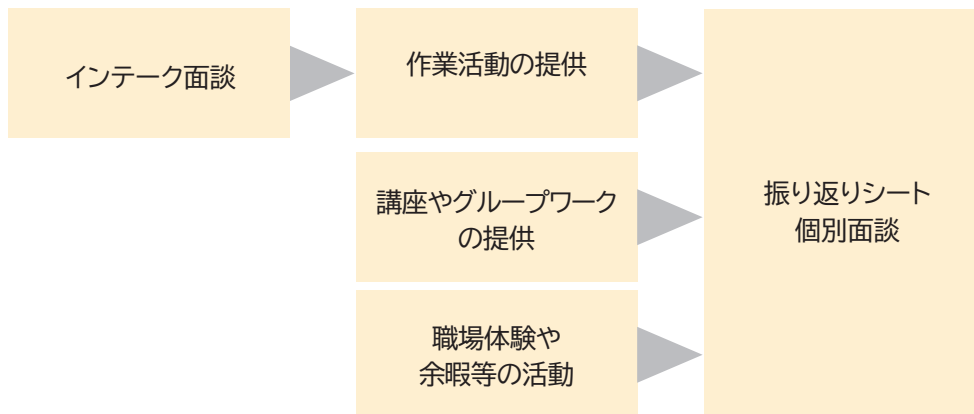 インテーク面談
作業活動の提供
講座やグループワーク
の提供
職場体験や
余暇等の活動
振り返りシート
個別面談